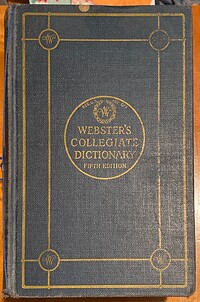 WEBSTER'S
COLLEGIATE
DICTIONARY
FIFTH EDITION